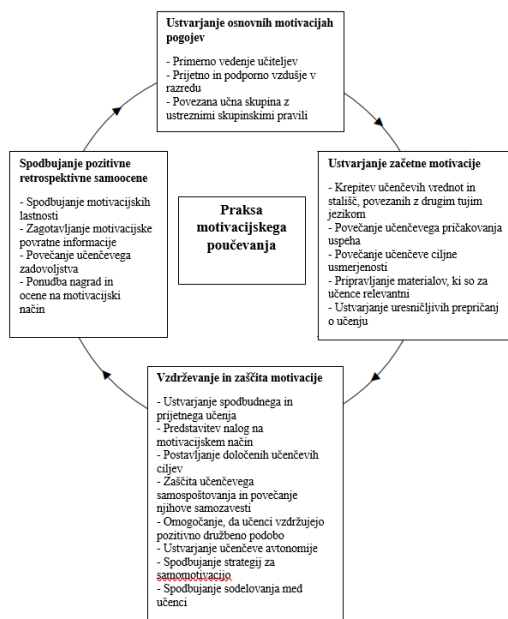 Ustvarjanje osnovnih motivacijah
pogojev
- Primerno vedenje učiteljev
- Prijetno in podporno vzdušje v
razredu
- Povezana učna skupina z
ustreznimi skupinskimi pravili
Ustvarjanje začetne motivacije
- Krepitev učenčevih vrednot in
stališč, povezanih z drugim tujim
jezikom
- Povečanje učenčevega pričakovanja
uspeha
- Povečanje učenčeve ciljne
usmerjenosti
- Pripravljanje materialov, ki so za
učence relevantni
- Ustvarjanje uresničljivih prepričanj
o učenju
Vzdrževanje in zaščita motivacije
- Ustvarjanje spodbudnega in
prijetnega učenja
- Predstavitev nalog na
motivacijskem način
- Postavljanje določenih učenčevih
ciljev
- Zaščita učenčevega
samospoštovanja in povečanje
njihove samozavesti
- Omogočanje, da učenci vzdržujejo
pozitivno družbeno podobo
- Ustvarjanje učenčeve avtonomije
- Spodbujanje strategij za
samomotivacijo
- Spodbujanje sodelovanja med
učenci
Spodbujanje pozitivne
retrospektivne samoocene
- Spodbujanje motivacijskih
lastnosti
- Zagotavljanje motivacijske
povratne informacije
- Povečanje učenčevega
zadovoljstva
- Ponudba nagrad in
ocene na motivacijski
način
Praksa
motivacijskega
poučevanja